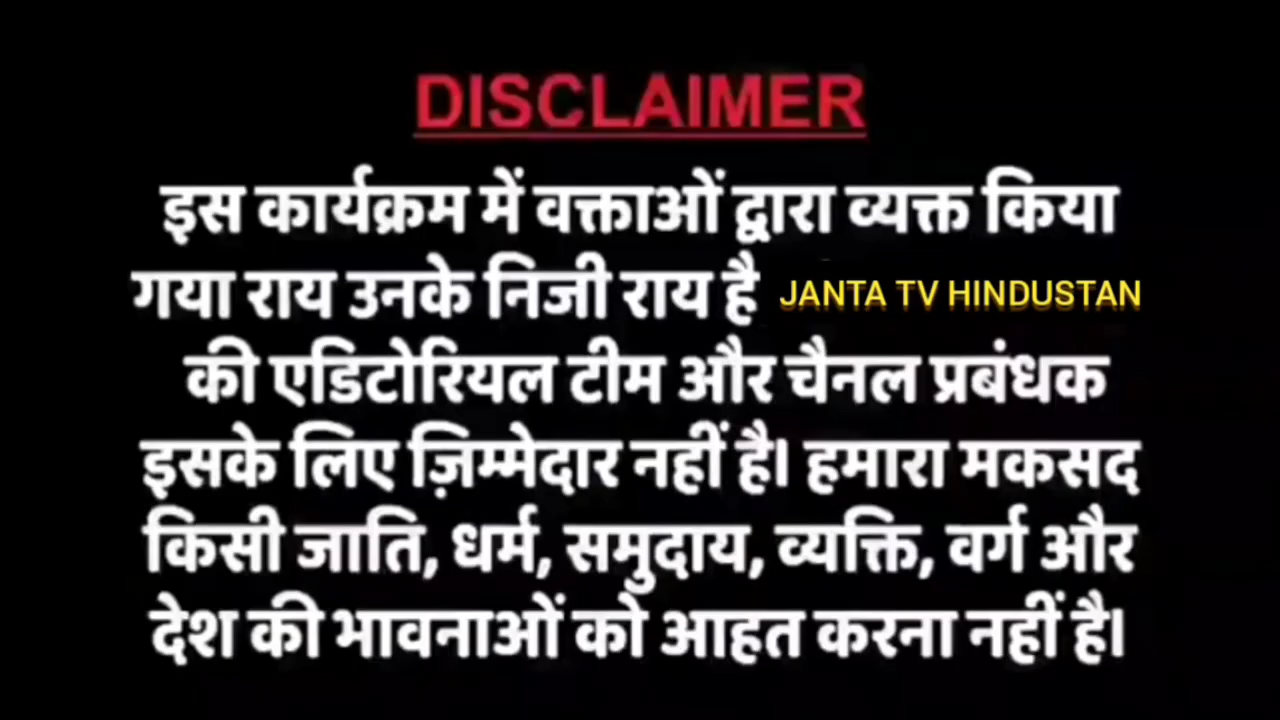 DISCLAIMER
इस कार्यक्रम में वक्ताओं द्वारा व्यक्त किया
गया राय उनके निजी राय है JANTA TV HINDUSTAN
की एडिटोरियल टीम और चैनल प्रबंधक
इसके लिए ज़िम्मेदार नहीं है। हमारा मकसद
किसी जाति, धर्म, समुदाय, व्यक्ति, वर्ग और
देश की भावनाओं को आहत करना नहीं है।